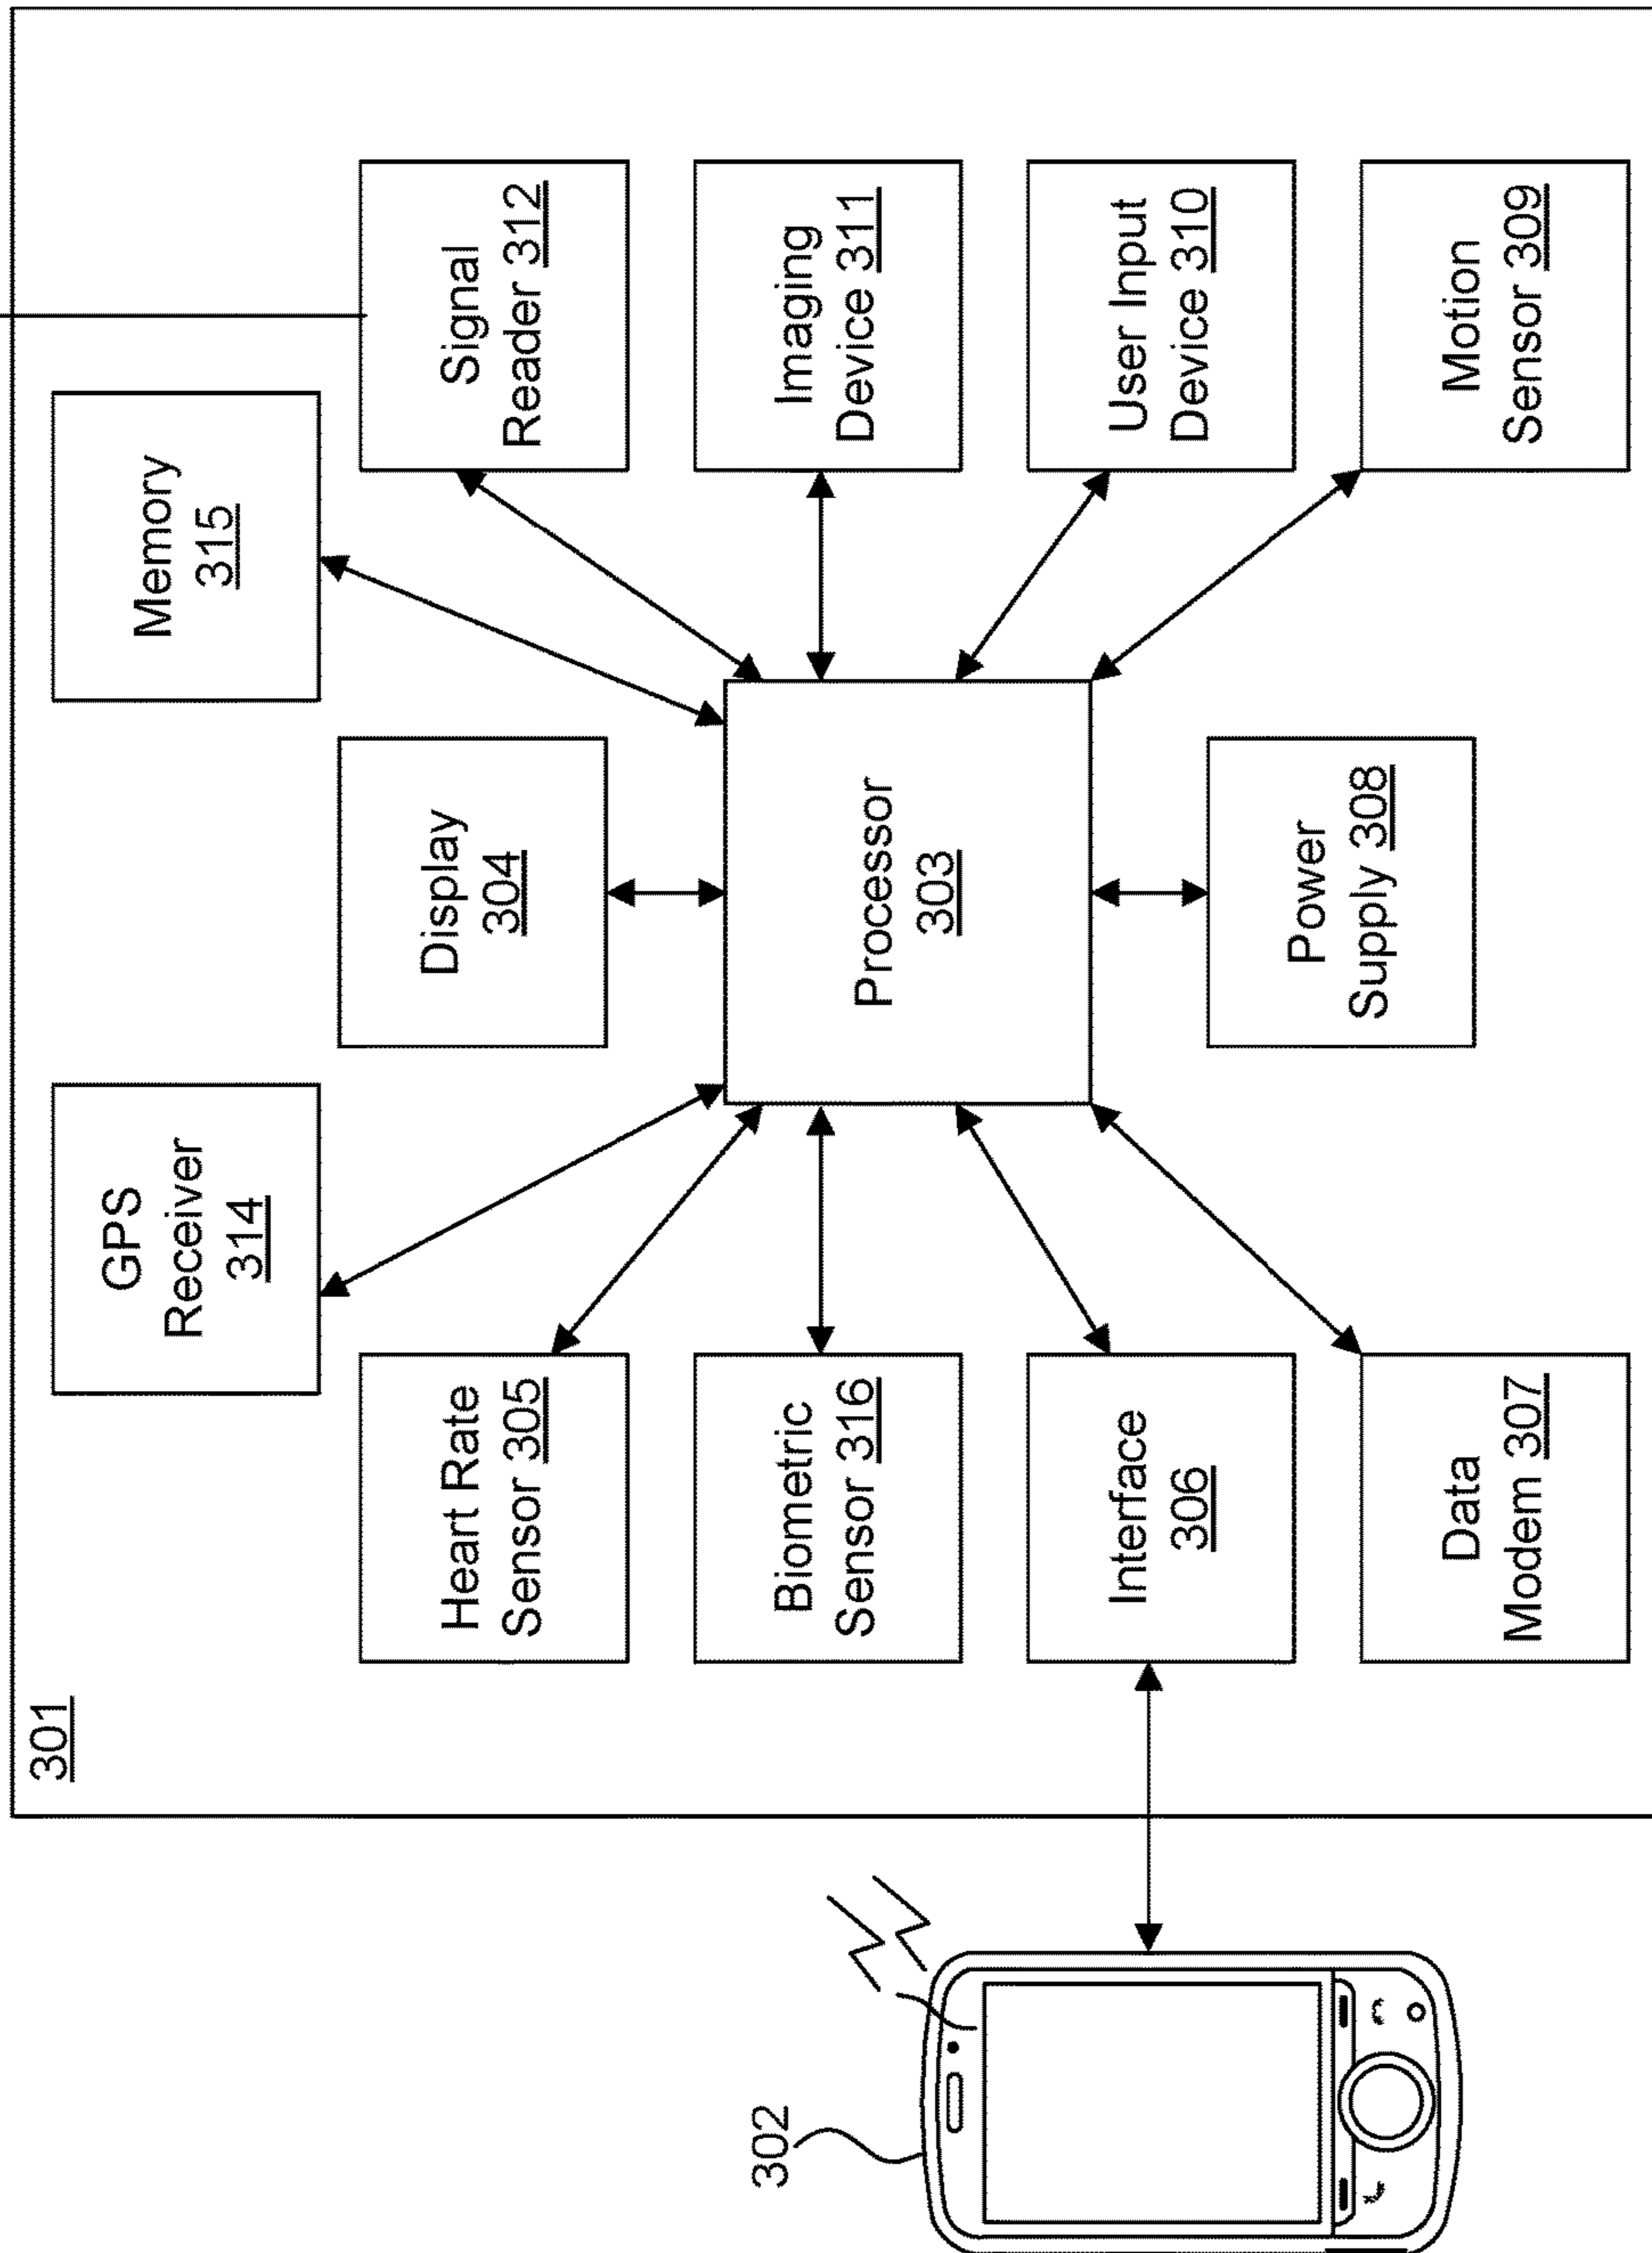 301
GPS
Receiver
314
Memory
315
Heart Rate
Sensor 305
Display
304
Signal
Reader 312
302
Biometric
Sensor 316
Processor
303
Imaging
Device 311
Interface
306
User Input
Device 310
Data
Modem 307
Power
Supply 308
Motion
Sensor 309